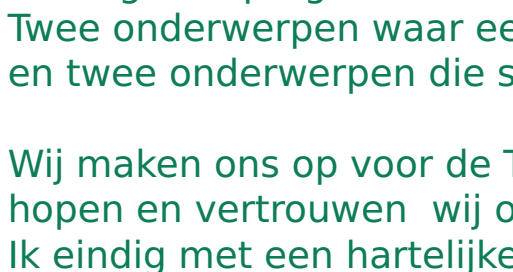 Twee onderwerpen waar
en twee onderwerpen die
Wij maken ons op voor de
hopen en vertrouwen  wij
Ik eindig met een hartelijke